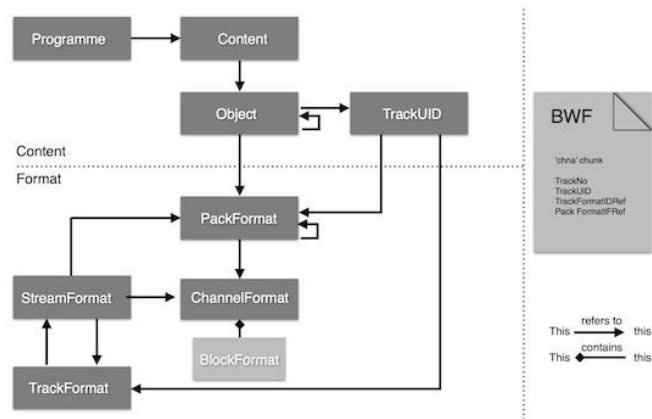 Programme
Content
Object
TrackUID
Content
Format
PackFormat
StreamFormat
ChannelFormat
BlockFormat
TrackFormat
BWF
'chna' chunk
TrackNo
TrackUID
TrackFormatIDRef
Pack FormatIFRef
refers to
This this
contains
This this